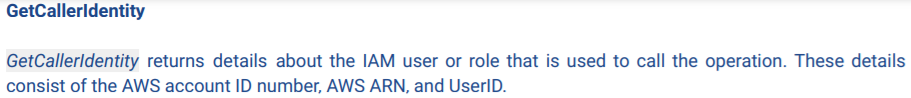 GetCallerIdentity
GetCallerIdentity returns details about the IAM user or role that is used to call the operation. These details
consist of the AWS account ID number, AWS ARN, and UserID.